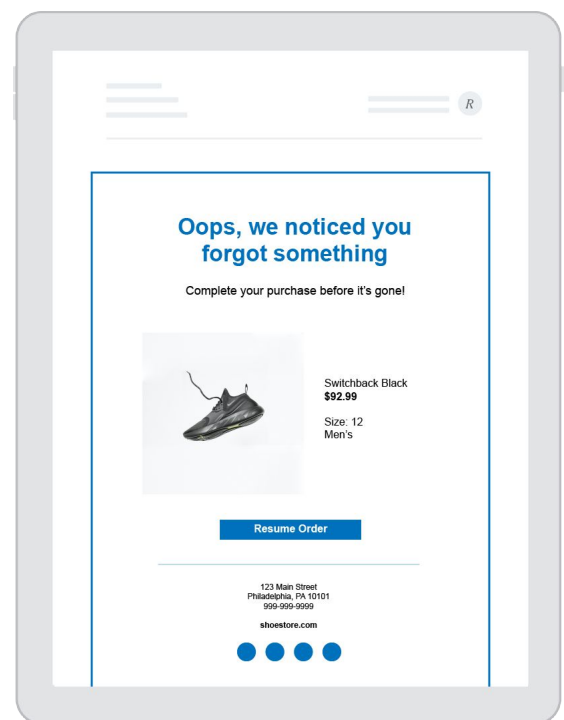 R
Oops, we noticed you
forgot something
Complete your purchase before it's gone!
Switchback Black
$92.99
Size: 12
Men's
Resume Order
123 Main Street
Philadelphia, PA 10101
999-999-9999
shoestore.com